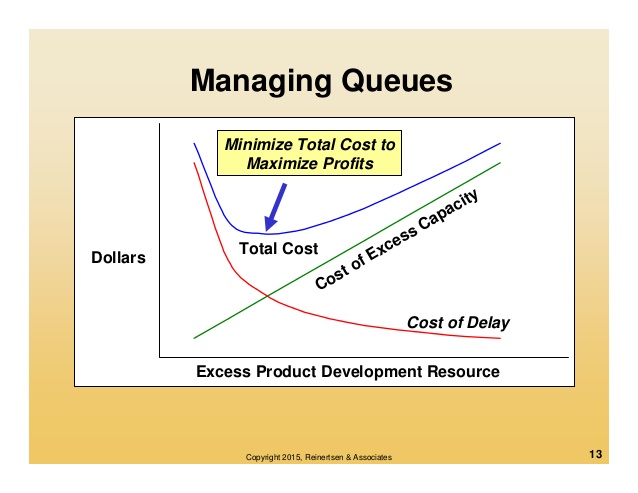 Managing Queues
Minimize Total Cost to
Maximize Profits
Total Cost
Cost of Excess Capacity
Dollars
Cost of Delay
Excess Product Development Resource
Copyright 2015, Reinertsen & Associates
13